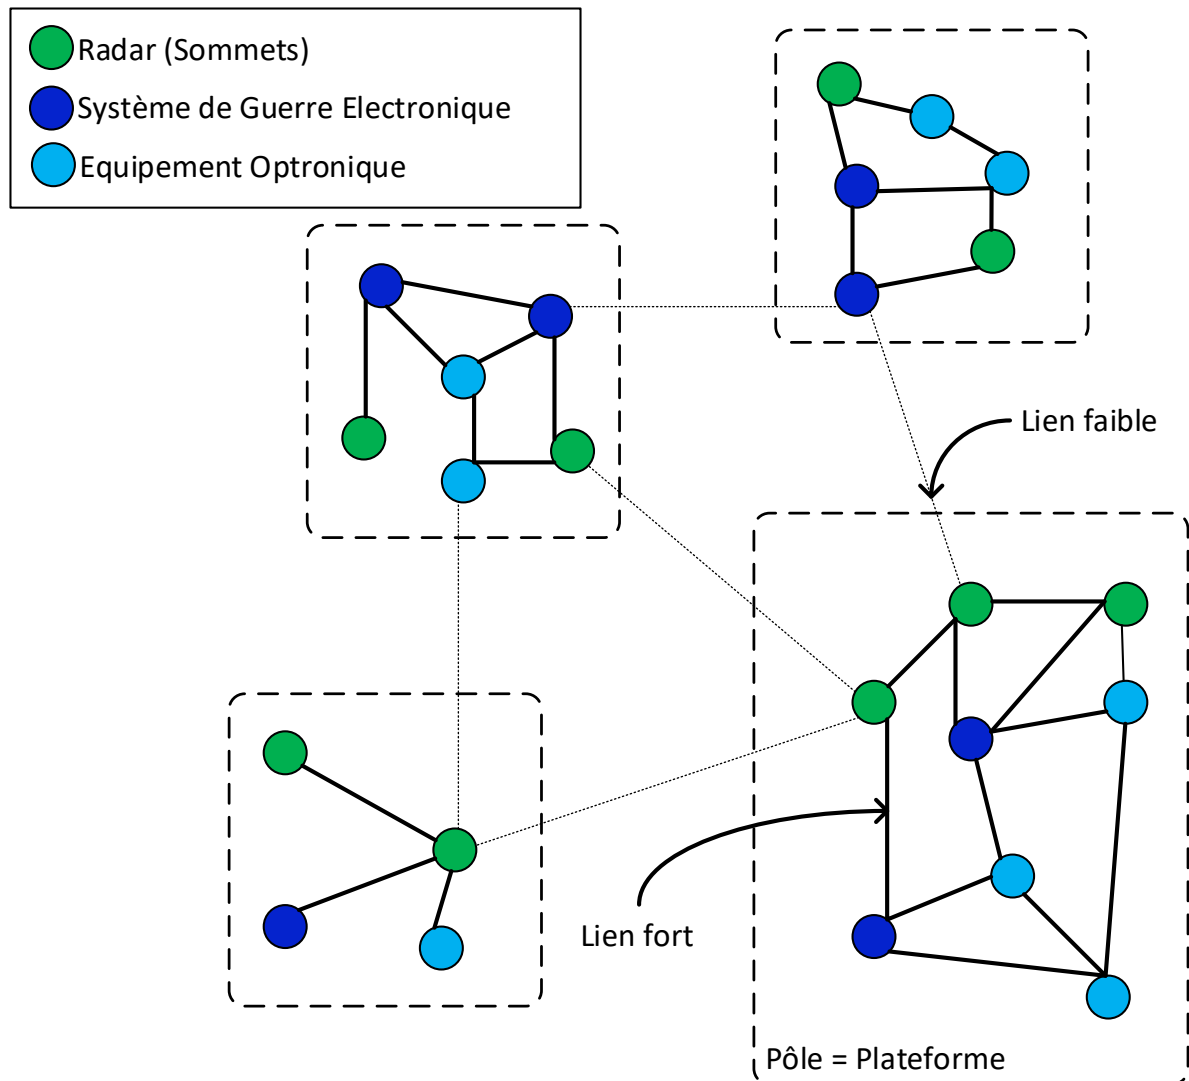 Radar (Sommets)
Système de Guerre Electronique
Equipement Optronique
Lien faible
Lien fort
Pôle = Plateforme